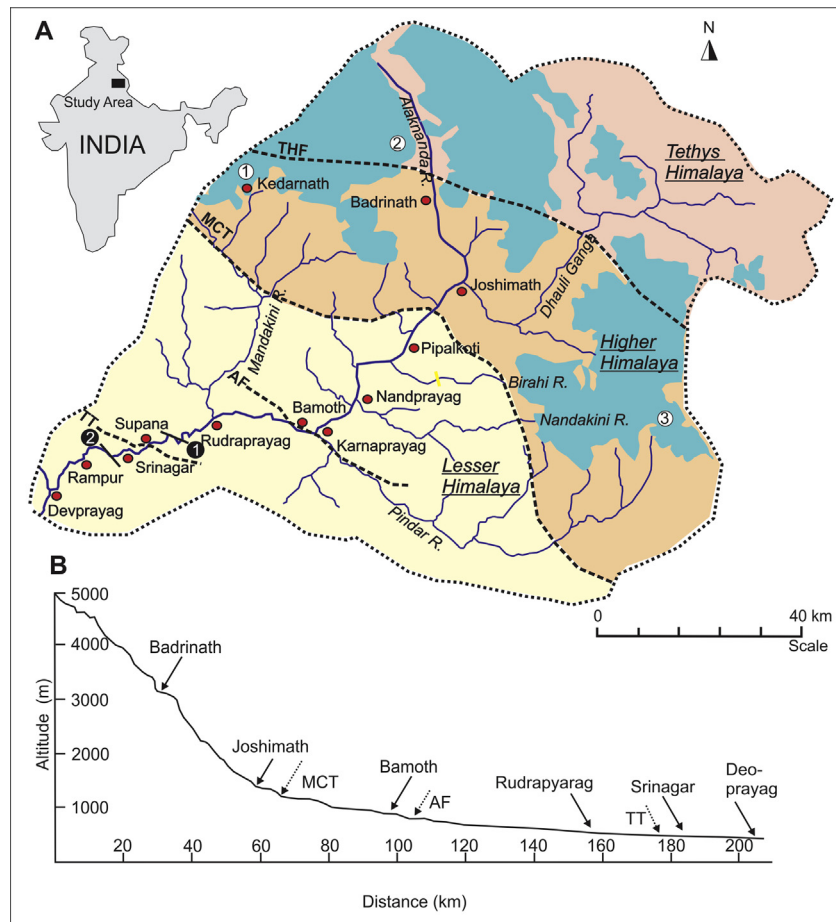 A
N
Study Area
INDIA
THF
2
Alaknanda R.
Tethys
Himalaya
1
Kedarnath
Badrinath
MCT
Dhauli Ganga
Joshimath
Mandakini R.
Higher
Himalaya
Pipalkoti
AF
Birahi R.
Nandprayag
Bamoth
Nandakini R.
3
TT
Supana
2
Rudraprayag
1
Karnaprayag
Srinagar
Lesser
Himalaya
Rampur
Devprayag
Pindar R.
B
5000
4000
3000
2000
1000
Altitude (m)
0
40 km
Scale
Badrinath
Joshimath
MCT
Bamoth
AF
Rudrapyarag
Srinagar
TT
Deo-
prayag
20
40
60
80
100
120
140
160
180
200
Distance (km)